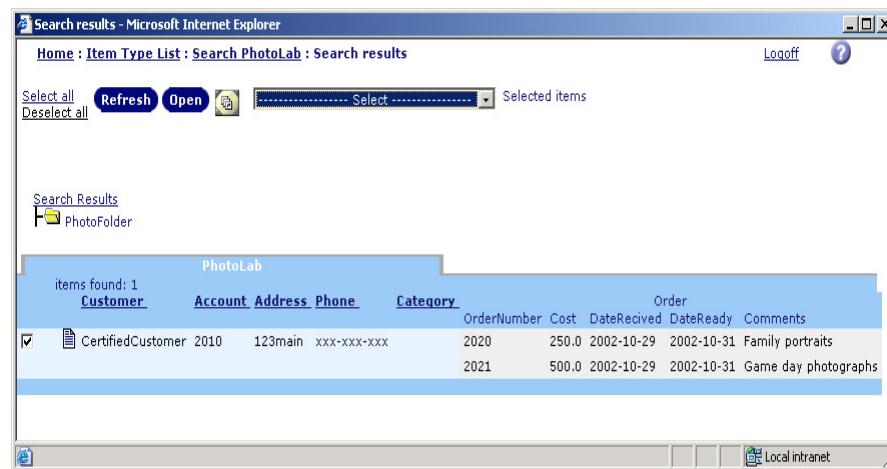 Search results - Microsoft Internet Explorer
Home : Item Type List : Search PhotoLab : Search results Logoff ?
Select all Refresh Open ------------------ Select ---------------- Selected items
Deselect all
Search Results
PhotoFolder
PhotoLab
items found: 1
Customer Account Address Phone Category Order
OrderNumber Cost DateRecived DateReady Comments
CertifiedCustomer 2010 123main xxx-xxx-xxx 2020 250.0 2002-10-29 2002-10-31 Family portraits
2021 500.0 2002-10-29 2002-10-31 Game day photographs
Local intranet